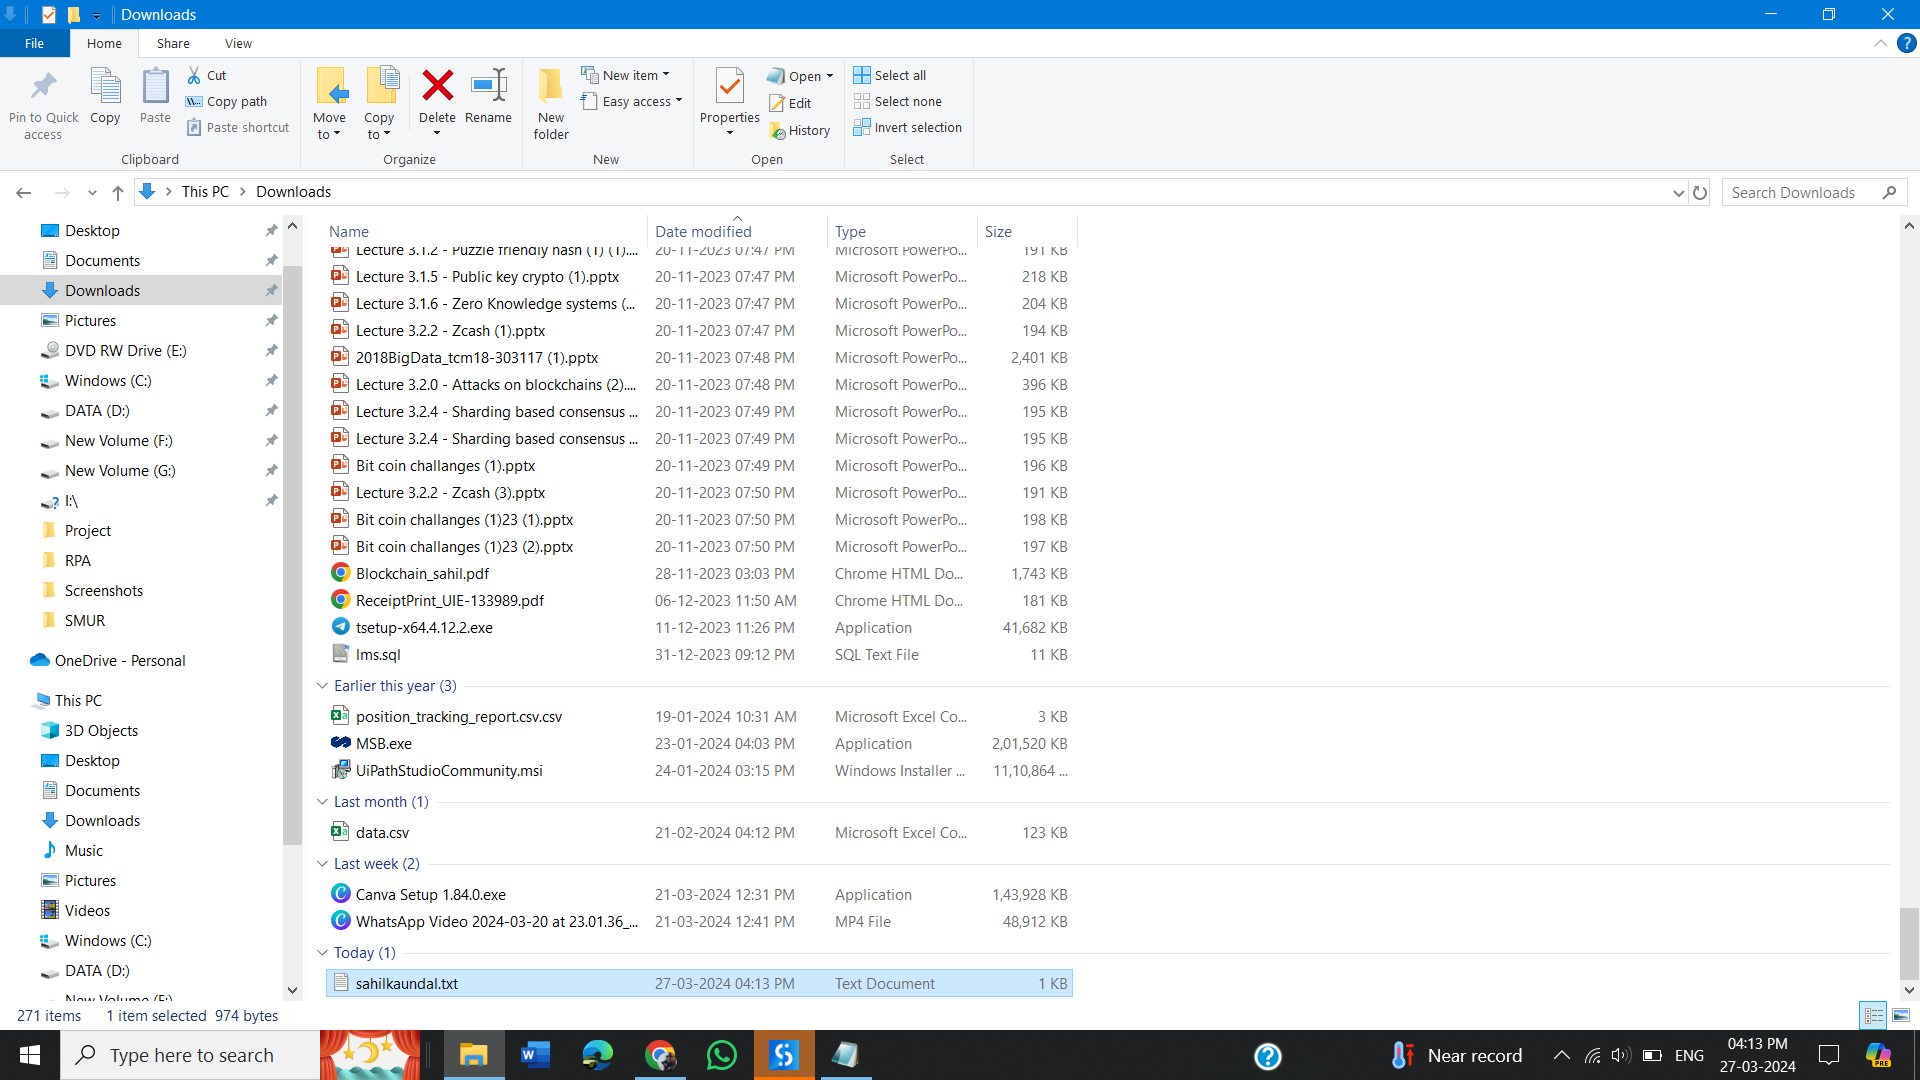 Downloads
File Home Share View
Pin to Quick access
Copy
Paste
Cut
Copy path
Paste shortcut
Clipboard
Move to
Copy to
Delete
Rename
Organize
New folder
New item
Easy access
New
Properties
Open
Edit
History
Open
Select all
Select none
Invert selection
Select
This PC Downloads
Search Downloads
Desktop
Documents
Downloads
Pictures
DVD RW Drive (E:)
Windows (C:)
DATA (D:)
New Volume (F:)
New Volume (G:)
I:\
Project
RPA
Screenshots
SMUR
OneDrive - Personal
This PC
3D Objects
Desktop
Documents
Downloads
Music
Pictures
Videos
Windows (C:)
DATA (D:)
New Volume (F:)
Name Date modified Type Size
Lecture 3.1.2 - Puzzle friendly hash (1) (1).... 20-11-2023 07:47 PM Microsoft PowerPo... 191 KB
Lecture 3.1.5 - Public key crypto (1).pptx 20-11-2023 07:47 PM Microsoft PowerPo... 218 KB
Lecture 3.1.6 - Zero Knowledge systems (... 20-11-2023 07:47 PM Microsoft PowerPo... 204 KB
Lecture 3.2.2 - Zcash (1).pptx 20-11-2023 07:47 PM Microsoft PowerPo... 194 KB
2018BigData_tcm18-303117 (1).pptx 20-11-2023 07:48 PM Microsoft PowerPo... 2,401 KB
Lecture 3.2.0 - Attacks on blockchains (2).... 20-11-2023 07:48 PM Microsoft PowerPo... 396 KB
Lecture 3.2.4 - Sharding based consensus ... 20-11-2023 07:49 PM Microsoft PowerPo... 195 KB
Lecture 3.2.4 - Sharding based consensus ... 20-11-2023 07:49 PM Microsoft PowerPo... 195 KB
Bit coin challanges (1).pptx 20-11-2023 07:49 PM Microsoft PowerPo... 196 KB
Lecture 3.2.2 - Zcash (3).pptx 20-11-2023 07:50 PM Microsoft PowerPo... 191 KB
Bit coin challanges (1)23 (1).pptx 20-11-2023 07:50 PM Microsoft PowerPo... 198 KB
Bit coin challanges (1)23 (2).pptx 20-11-2023 07:50 PM Microsoft PowerPo... 197 KB
Blockchain_sahil.pdf 28-11-2023 03:03 PM Chrome HTML Do... 1,743 KB
ReceiptPrint_UIE-133989.pdf 06-12-2023 11:50 AM Chrome HTML Do... 181 KB
tsetup-x64.4.12.2.exe 11-12-2023 11:26 PM Application 41,682 KB
lms.sql 31-12-2023 09:12 PM SQL Text File 11 KB
Earlier this year (3)
position_tracking_report.csv.csv 19-01-2024 10:31 AM Microsoft Excel Co... 3 KB
MSB.exe 23-01-2024 04:03 PM Application 2,01,520 KB
UiPathStudioCommunity.msi 24-01-2024 03:15 PM Windows Installer ... 11,10,864 ...
Last month (1)
data.csv 21-02-2024 04:12 PM Microsoft Excel Co... 123 KB
Last week (2)
Canva Setup 1.84.0.exe 21-03-2024 12:31 PM Application 1,43,928 KB
WhatsApp Video 2024-03-20 at 23.01.36_... 21-03-2024 12:41 PM MP4 File 48,912 KB
Today (1)
sahilkaundal.txt 27-03-2024 04:13 PM Text Document 1 KB
271 items 1 item selected 974 bytes
Type here to search
Near record
ENG
04:13 PM
27-03-2024
PRE